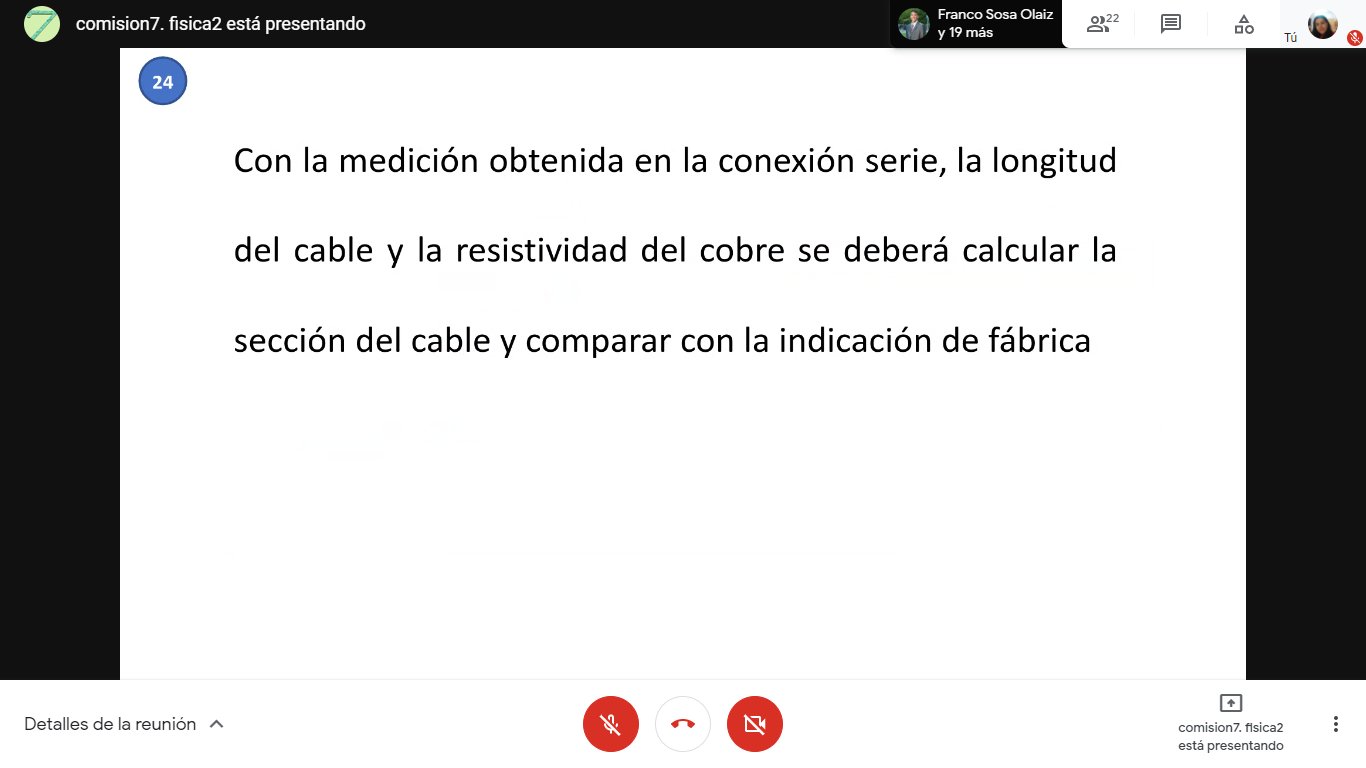 comision7. fisica2 está presentando
Franco Sosa Olaiz
y 19 más
22
Tú
24
Con la medición obtenida en la conexión serie, la longitud
del cable y la resistividad del cobre se deberá calcular la
sección del cable y comparar con la indicación de fábrica
Detalles de la reunión
comision7. fisica2
está presentando